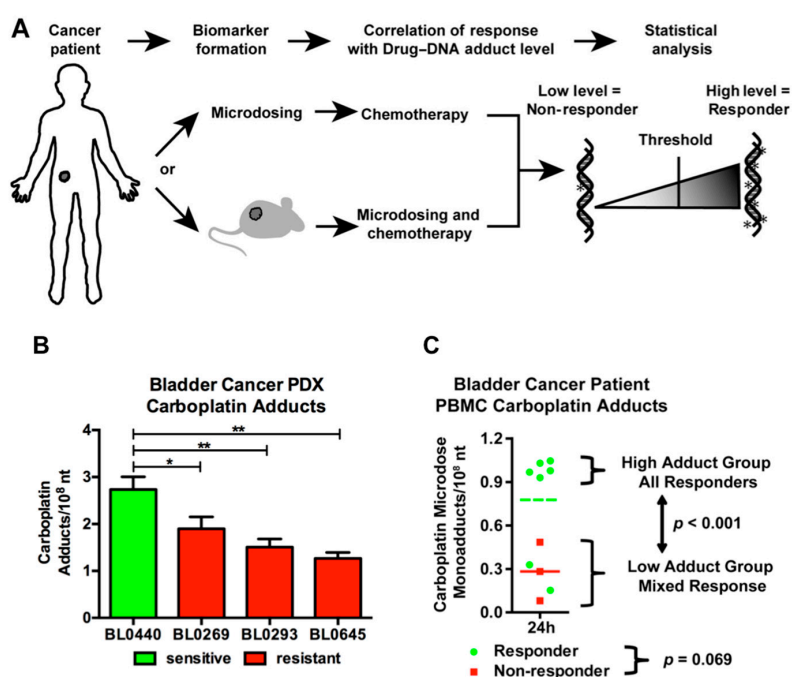 A
Cancer
patient
Biomarker
formation
Correlation of response
with Drug–DNA adduct level
Statistical
analysis
Microdosing
Chemotherapy
or
Microdosing and
chemotherapy
Low level =
Non-responder
High level =
Responder
Threshold
*
*
*
*
*
*
B
Bladder Cancer PDX
Carboplatin Adducts
Carboplatin
Adducts/10⁸ nt
4
3
2
1
0
**
**
*
BL0440
BL0269
BL0293
BL0645
sensitive
resistant
C
Bladder Cancer Patient
PBMC Carboplatin Adducts
Carboplatin Microdose
Monoadducts/10⁸ nt
1.2
0.9
0.6
0.3
0.0
24h
High Adduct Group
All Responders
p < 0.001
Low Adduct Group
Mixed Response
Responder
Non-responder
p = 0.069